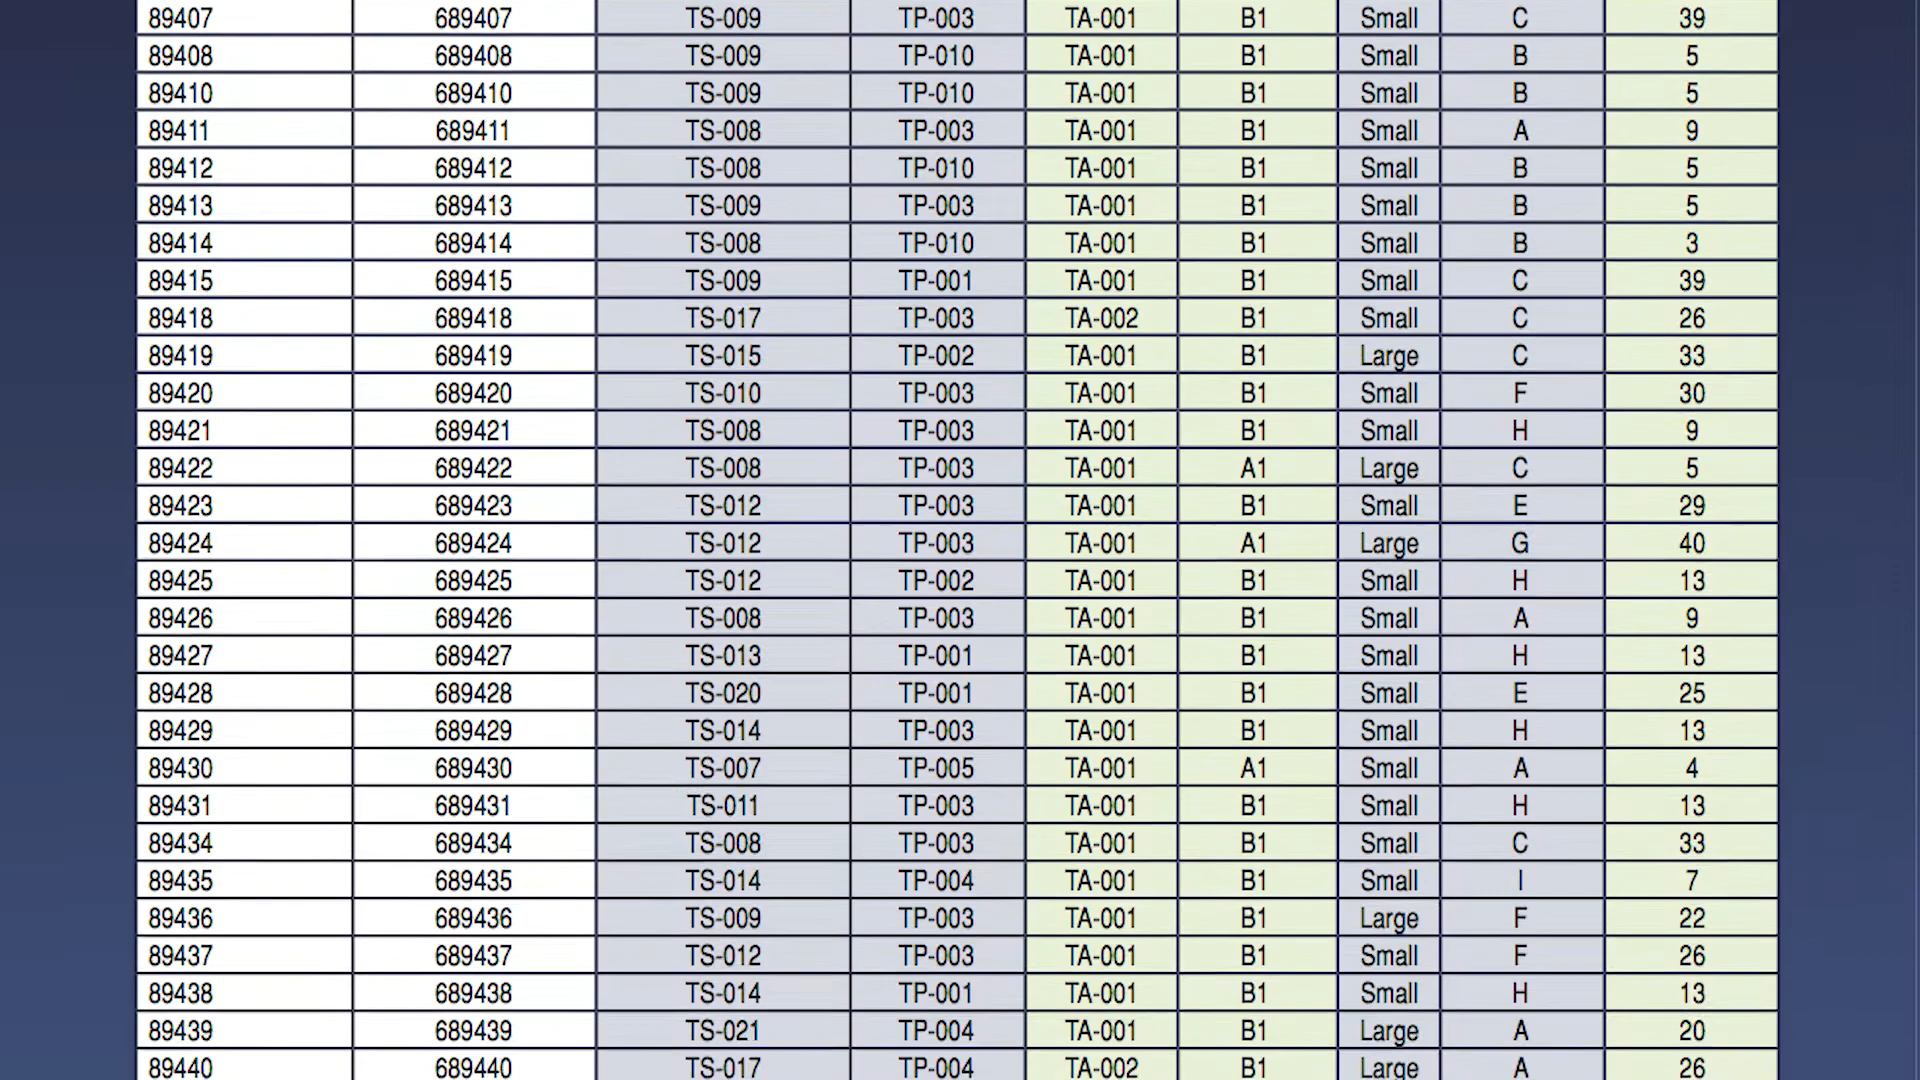 89407 689407 TS-009 TP-003 TA-001 B1 Small C 39
89408 689408 TS-009 TP-010 TA-001 B1 Small B 5
89410 689410 TS-009 TP-010 TA-001 B1 Small B 5
89411 689411 TS-008 TP-003 TA-001 B1 Small A 9
89412 689412 TS-008 TP-010 TA-001 B1 Small B 5
89413 689413 TS-009 TP-003 TA-001 B1 Small B 5
89414 689414 TS-008 TP-010 TA-001 B1 Small B 3
89415 689415 TS-009 TP-001 TA-001 B1 Small C 39
89418 689418 TS-017 TP-003 TA-002 B1 Small C 26
89419 689419 TS-015 TP-002 TA-001 B1 Large C 33
89420 689420 TS-010 TP-003 TA-001 B1 Small F 30
89421 689421 TS-008 TP-003 TA-001 B1 Small H 9
89422 689422 TS-008 TP-003 TA-001 A1 Large C 5
89423 689423 TS-012 TP-003 TA-001 B1 Small E 29
89424 689424 TS-012 TP-003 TA-001 A1 Large G 40
89425 689425 TS-012 TP-002 TA-001 B1 Small H 13
89426 689426 TS-008 TP-003 TA-001 B1 Small A 9
89427 689427 TS-013 TP-001 TA-001 B1 Small H 13
89428 689428 TS-020 TP-001 TA-001 B1 Small E 25
89429 689429 TS-014 TP-003 TA-001 B1 Small H 13
89430 689430 TS-007 TP-005 TA-001 A1 Small A 4
89431 689431 TS-011 TP-003 TA-001 B1 Small H 13
89434 689434 TS-008 TP-003 TA-001 B1 Small C 33
89435 689435 TS-014 TP-004 TA-001 B1 Small I 7
89436 689436 TS-009 TP-003 TA-001 B1 Large F 22
89437 689437 TS-012 TP-003 TA-001 B1 Small F 26
89438 689438 TS-014 TP-001 TA-001 B1 Small H 13
89439 689439 TS-021 TP-004 TA-001 B1 Large A 20
89440 689440 TS-017 TP-004 TA-002 B1 Large A 26